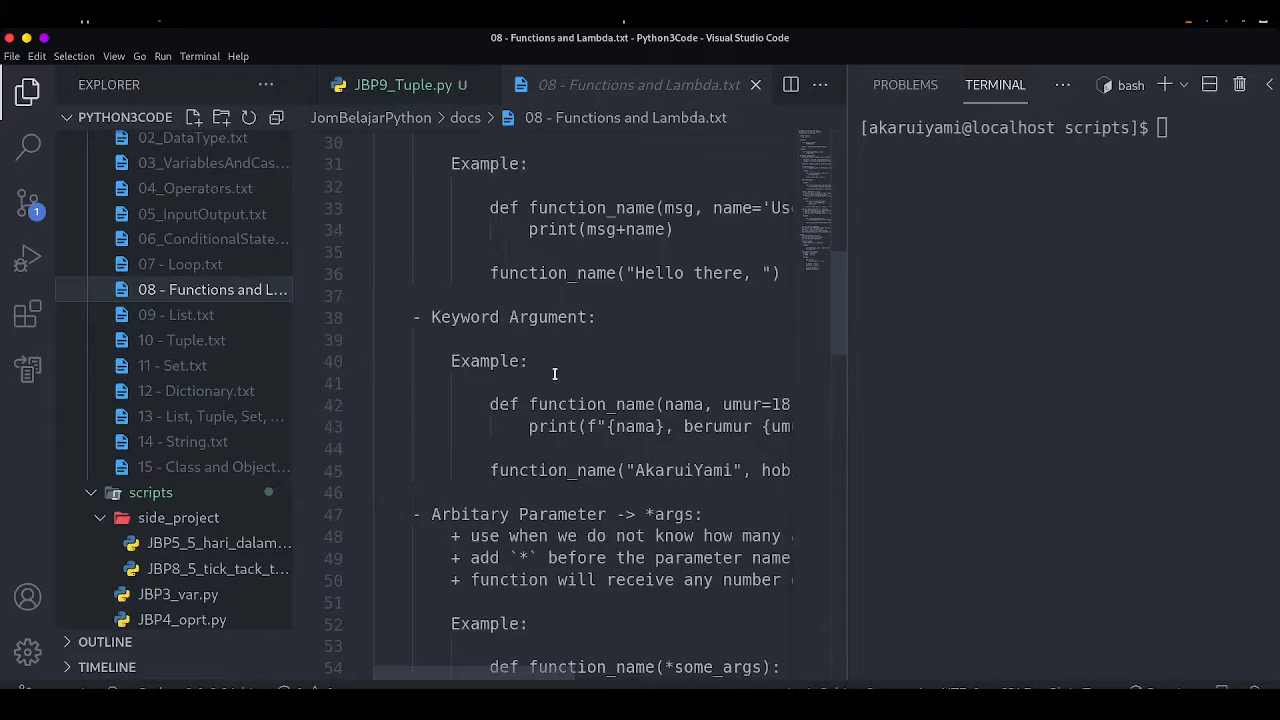 08 - Functions and Lambda.txt - Python3Code - Visual Studio Code
File Edit Selection View Go Run Terminal Help
EXPLORER
JBP9_Tuple.py U
08 - Functions and Lambda.txt
PROBLEMS
TERMINAL
bash
PYTHON3CODE
JomBelajarPython > docs > 08 - Functions and Lambda.txt
02_DataType.txt
03_VariablesAndCas...
04_Operators.txt
05_InputOutput.txt
06_ConditionalState...
07 - Loop.txt
08 - Functions and L...
09 - List.txt
10 - Tuple.txt
11 - Set.txt
12 - Dictionary.txt
13 - List, Tuple, Set, ...
14 - String.txt
15 - Class and Object...
scripts
side_project
JBP5_5_hari_dalam...
JBP8_5_tick_tack_t...
JBP3_var.py
JBP4_oprt.py
OUTLINE
TIMELINE
1
30
31 Example:
32
33 def function_name(msg, name='Use
34 print(msg+name)
35
36 function_name("Hello there, ")
37
38 - Keyword Argument:
39
40 Example:
41
42 def function_name(nama, umur=18
43 print(f"{nama}, berumur {umu
44
45 function_name("AkaruiYami", hob
46
47 - Arbitary Parameter -> *args:
48 + use when we do not know how many
49 + add `*` before the parameter name
50 + function will receive any number
51
52 Example:
53
54 def function_name(*some_args):
[akaruiyami@localhost scripts]$